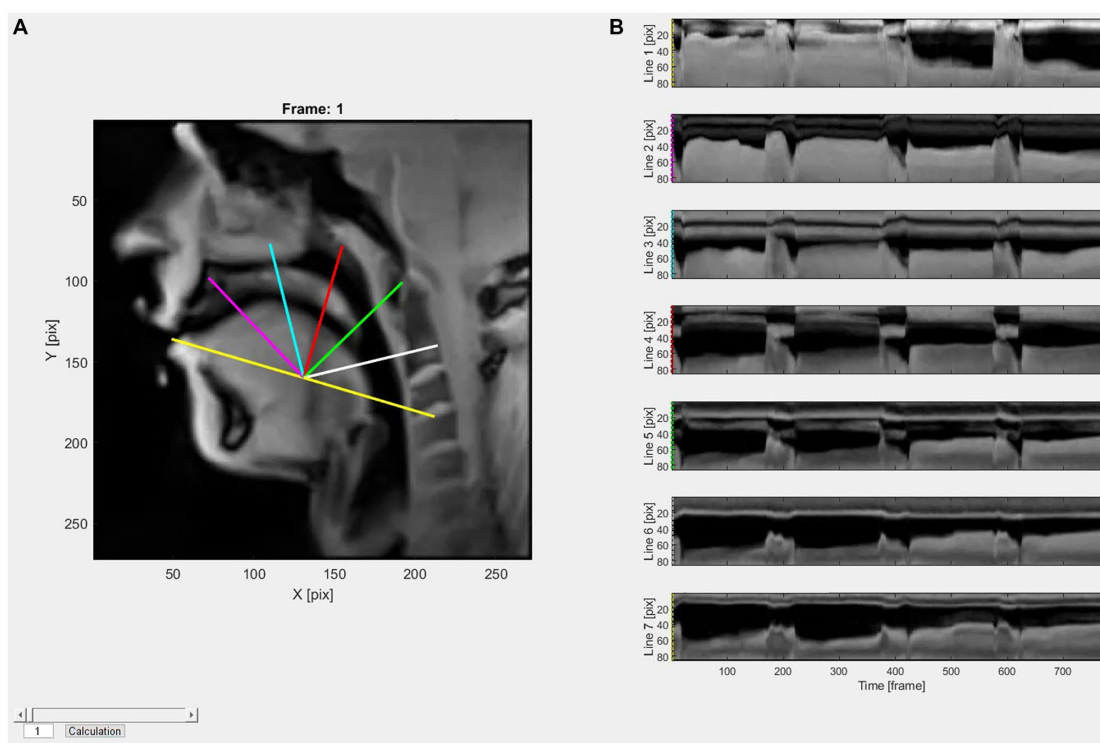 A
B
Frame: 1
50
100
150
200
250
Y [pix]
50 100 150 200 250
X [pix]
1
Calculation
Line 1 [pix]
20
40
60
80
Line 2 [pix]
20
40
60
80
Line 3 [pix]
20
40
60
80
Line 4 [pix]
20
40
60
80
Line 5 [pix]
20
40
60
80
Line 6 [pix]
20
40
60
80
Line 7 [pix]
20
40
60
80
100 200 300 400 500 600 700
Time [frame]